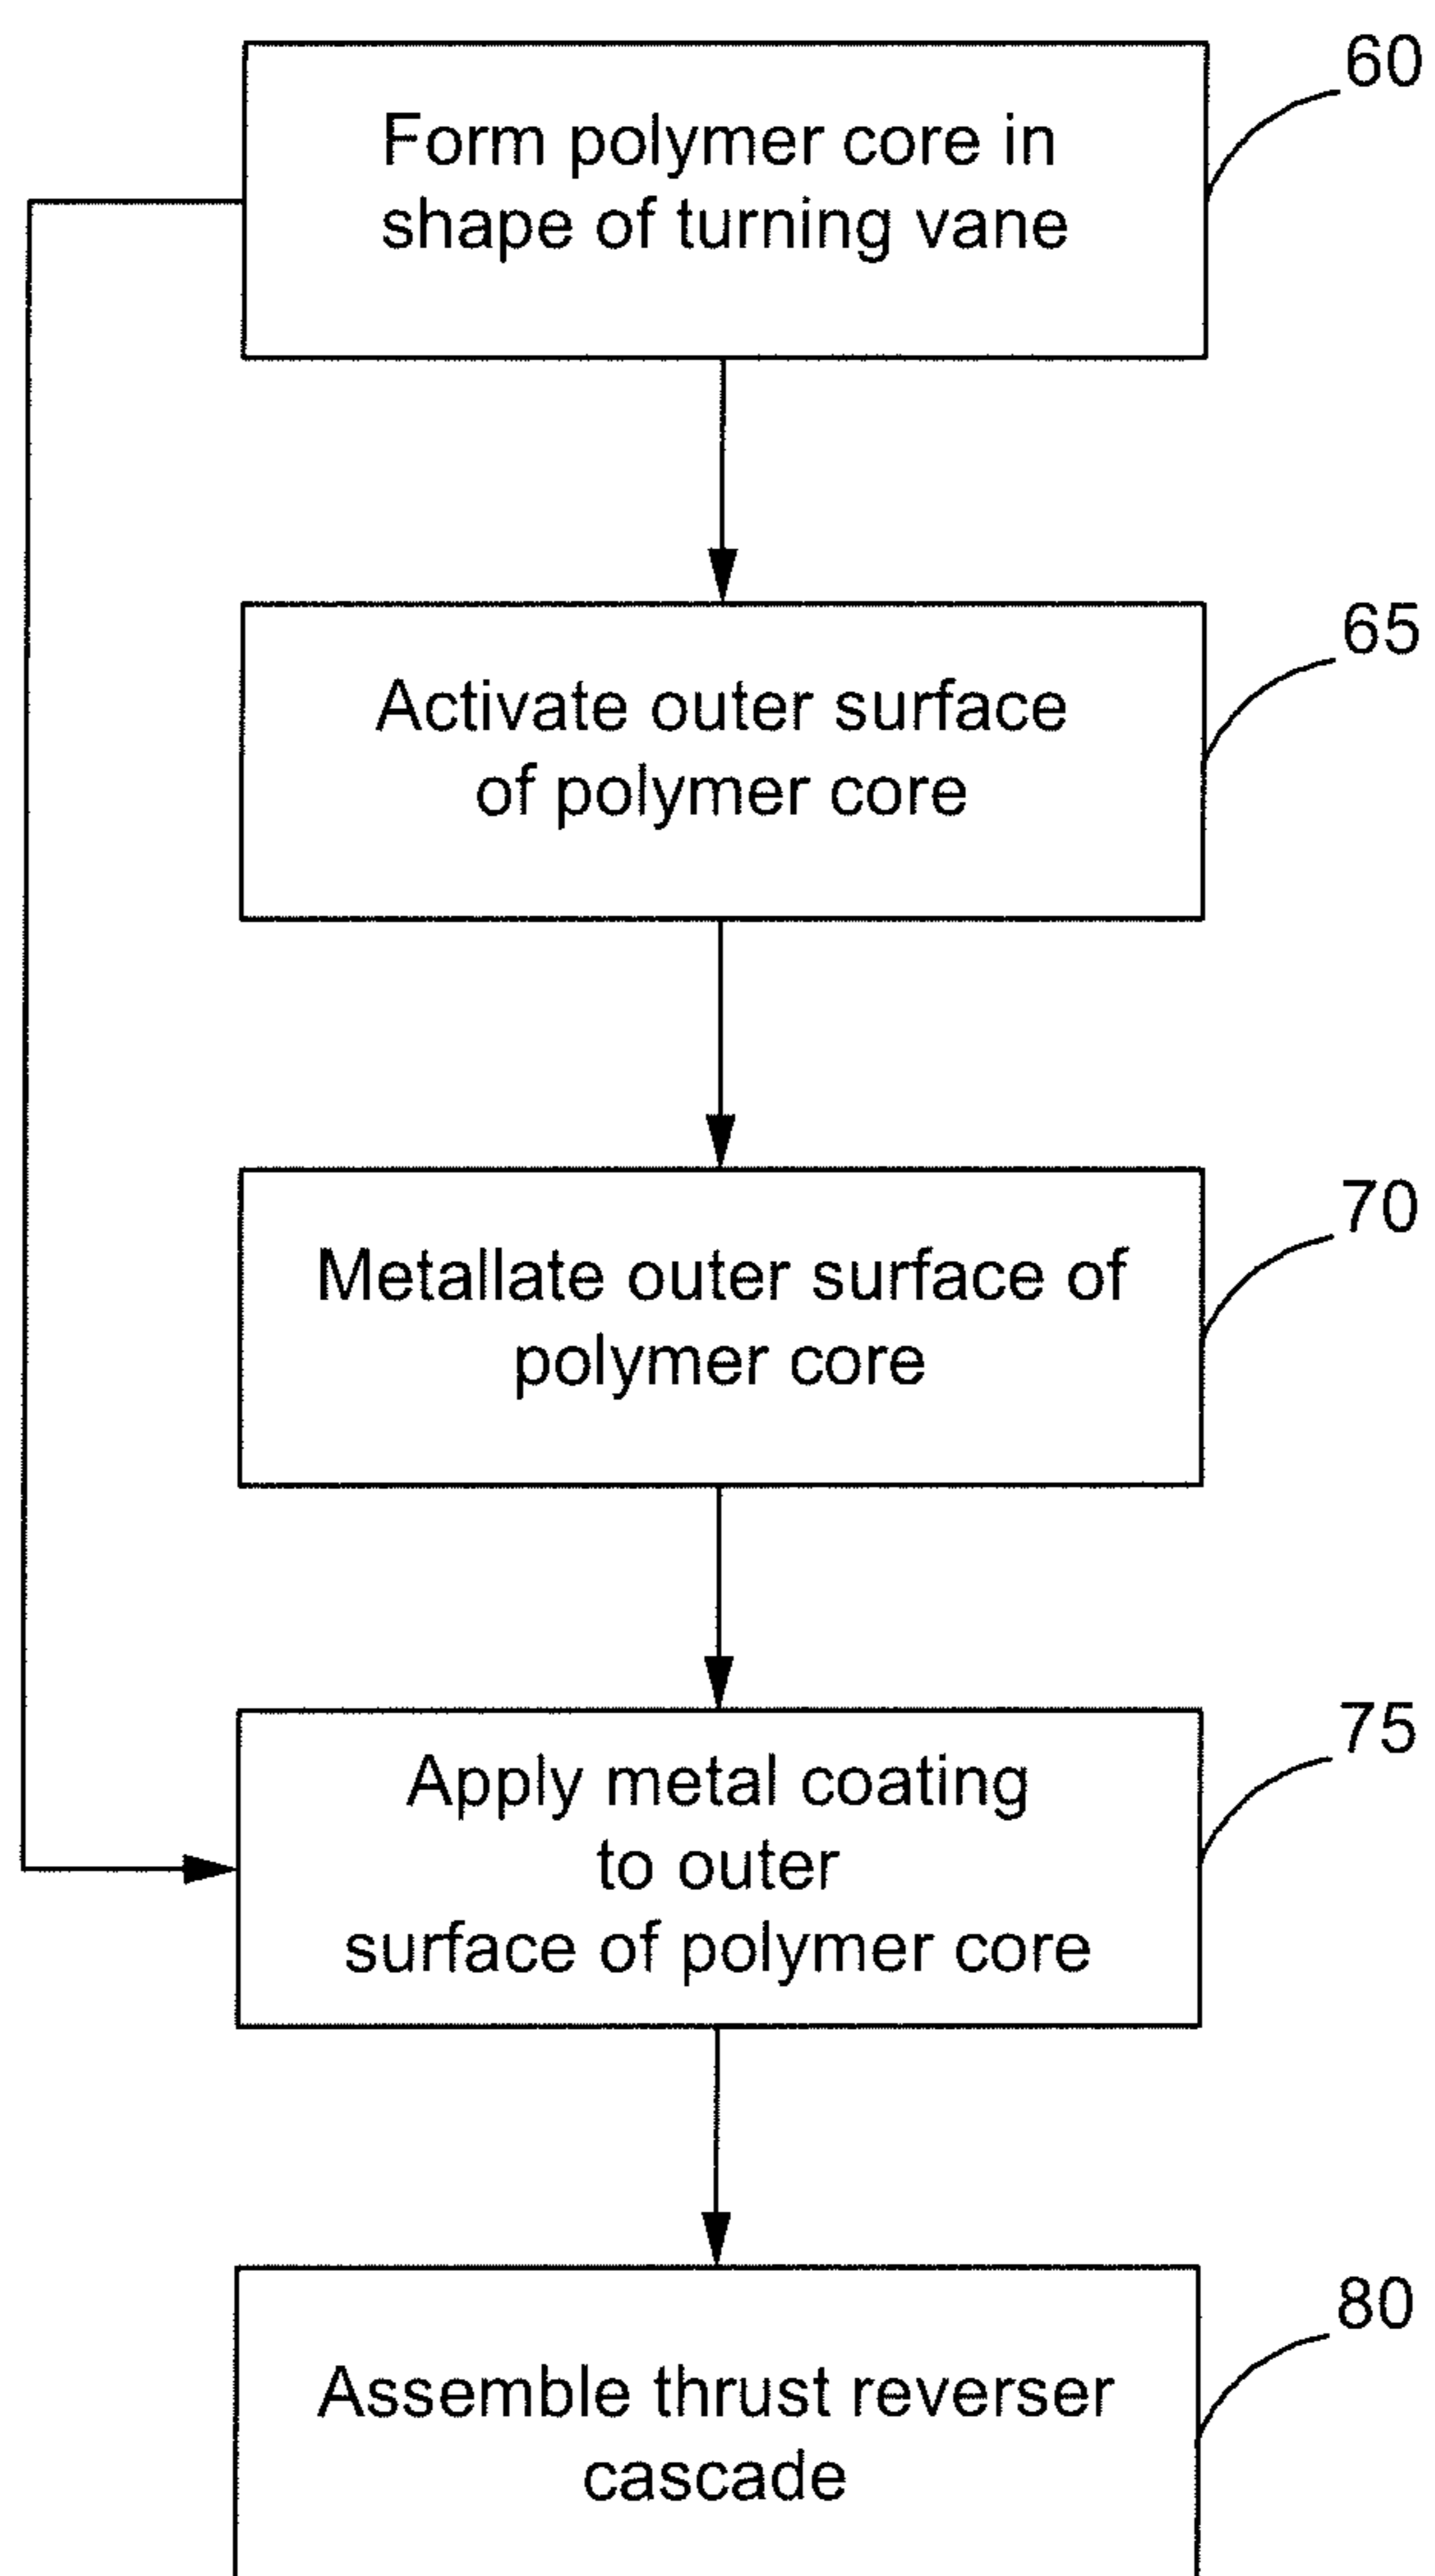 60
Form polymer core in
shape of turning vane
65
Activate outer surface
of polymer core
70
Metallate outer surface of
polymer core
75
Apply metal coating
to outer
surface of polymer core
80
Assemble thrust reverser
cascade